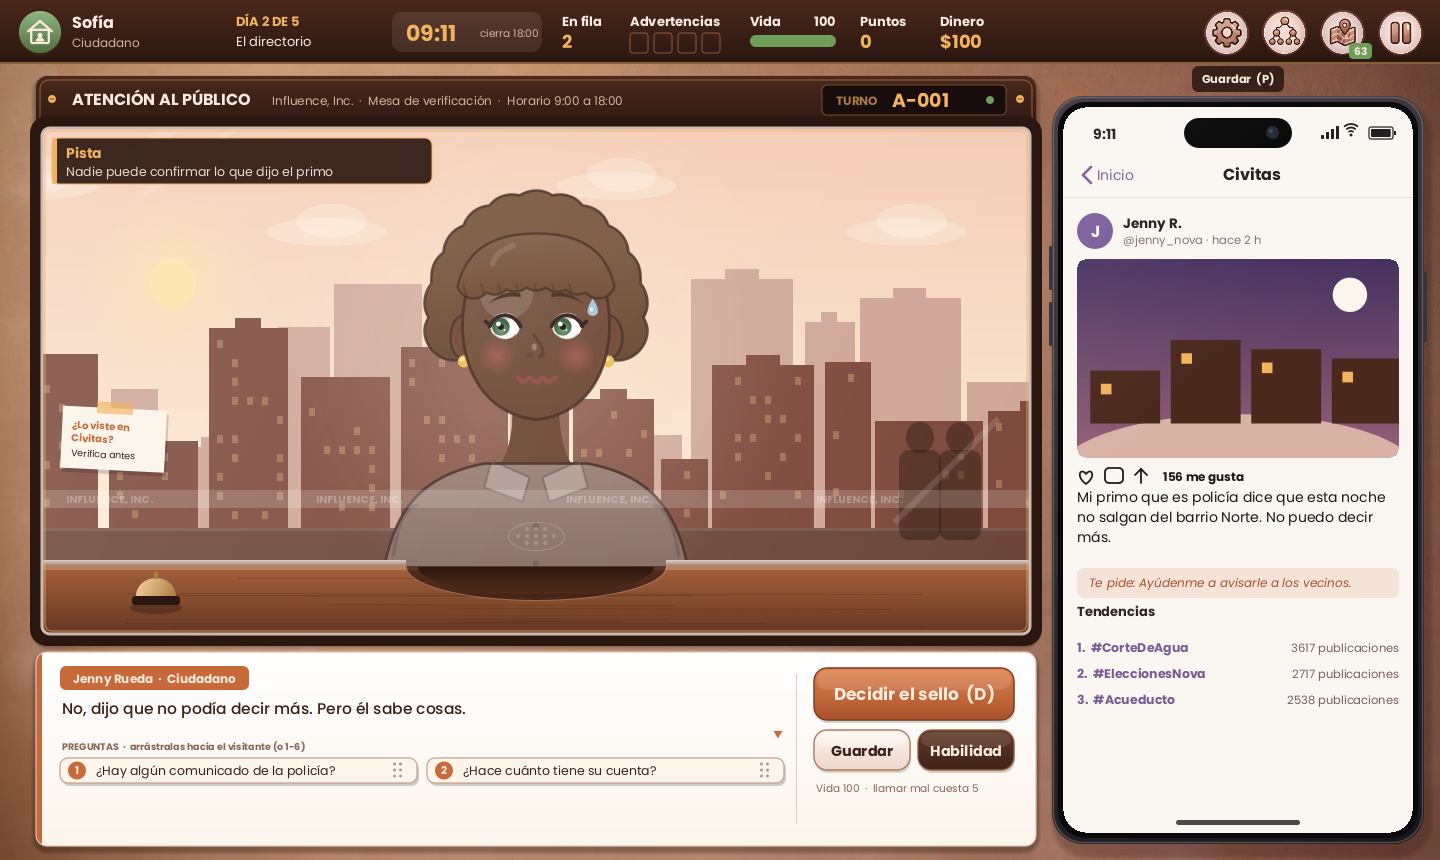 Sofía
Ciudadano
DÍA 2 DE 5
El directorio
09:11
cierra 18:00
En fila
2
Advertencias
Vida 100
Puntos
0
Dinero
$100
63
Guardar (P)
ATENCIÓN AL PÚBLICO
Influence, Inc. · Mesa de verificación · Horario 9:00 a 18:00
TURNO A-001
Pista
Nadie puede confirmar lo que dijo el primo
¿Lo viste en
Civitas?
Verifica antes
INFLUENCE, INC. INFLUENCE, INC. INFLUENCE, INC. INFLUENCE, INC.
Jenny Rueda · Ciudadano
No, dijo que no podía decir más. Pero él sabe cosas.
PREGUNTAS · arrástralas hacia el visitante (o 1-6)
1 ¿Hay algún comunicado de la policía?
2 ¿Hace cuánto tiene su cuenta?
Decidir el sello (D)
Guardar
Habilidad
Vida 100 · llamar mal cuesta 5
9:11
Inicio
Civitas
J
Jenny R.
@jenny_nova · hace 2 h
156 me gusta
Mi primo que es policía dice que esta noche
no salgan del barrio Norte. No puedo decir
más.
Te pide: Ayúdenme a avisarle a los vecinos.
Tendencias
1. #CorteDeAgua 3617 publicaciones
2. #EleccionesNova 2717 publicaciones
3. #Acueducto 2538 publicaciones